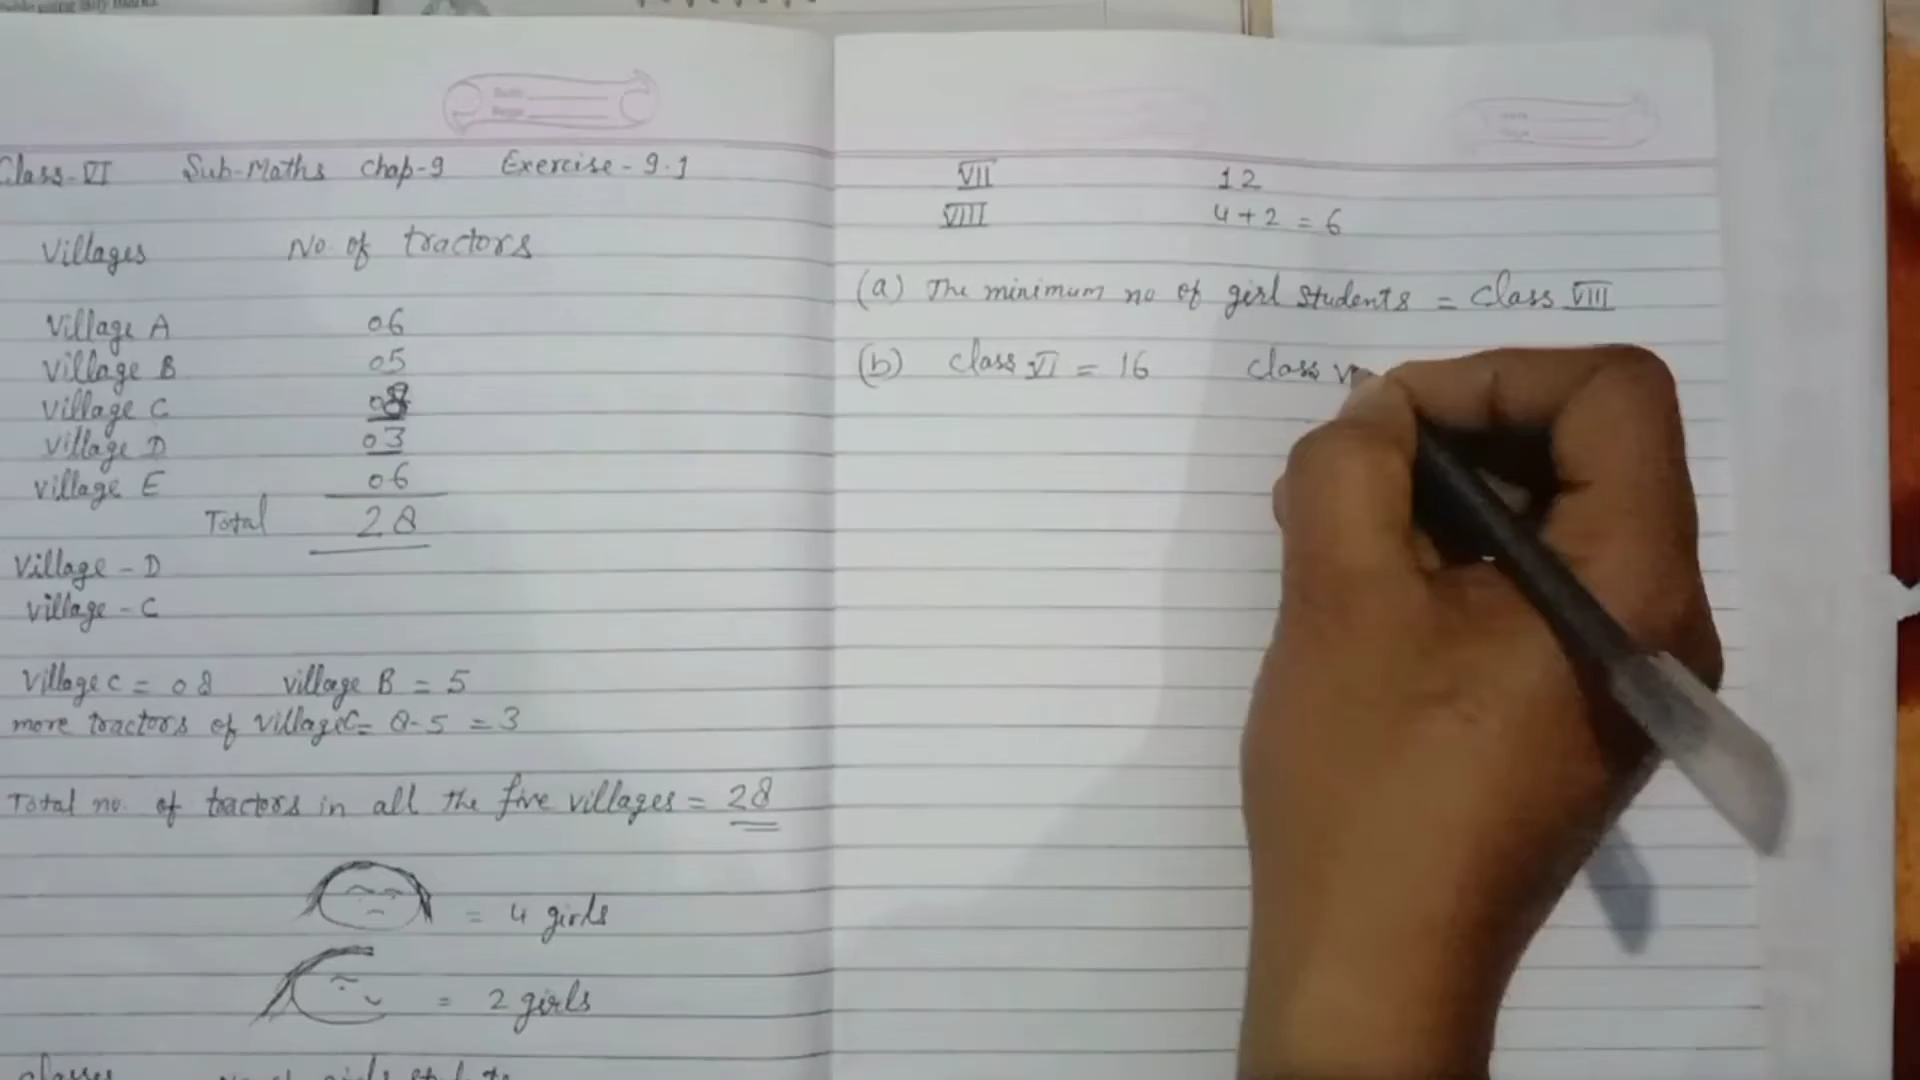 Class-VI Sub-Maths Chap-9 Exercise-9.1
Villages No. of tractors
Village A 06
Village B 05
Village C 08
Village D 03
Village E 06
Total 28
Village - D
Village - C
Village C = 08 Village B = 5
more tractors of Village C = 8-5 = 3
Total no. of tractors in all the five villages = 28
= 4 girls
= 2 girls
VII 12
VIII 4+2 = 6
(a) The minimum no of girl students = Class VIII
(b) class VI = 16 class